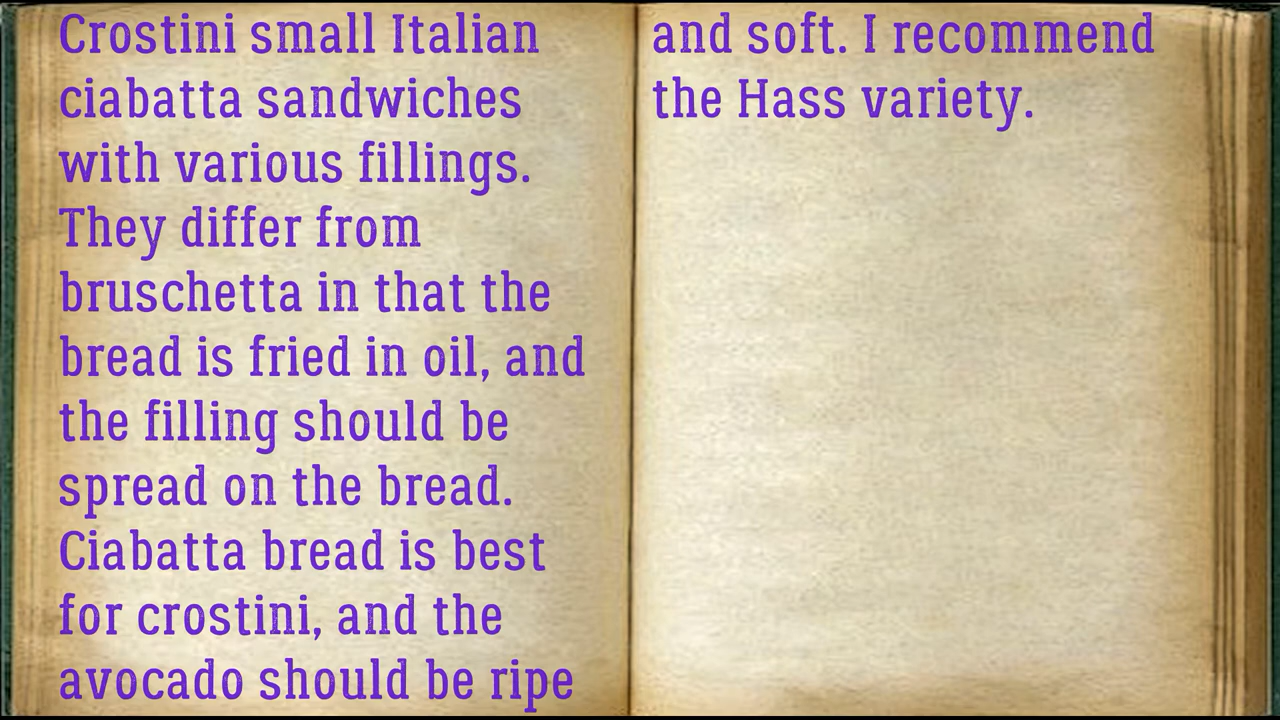 Crostini small Italian
ciabatta sandwiches
with various fillings.
They differ from
bruschetta in that the
bread is fried in oil, and
the filling should be
spread on the bread.
Ciabatta bread is best
for crostini, and the
avocado should be ripe
and soft. I recommend
the Hass variety.